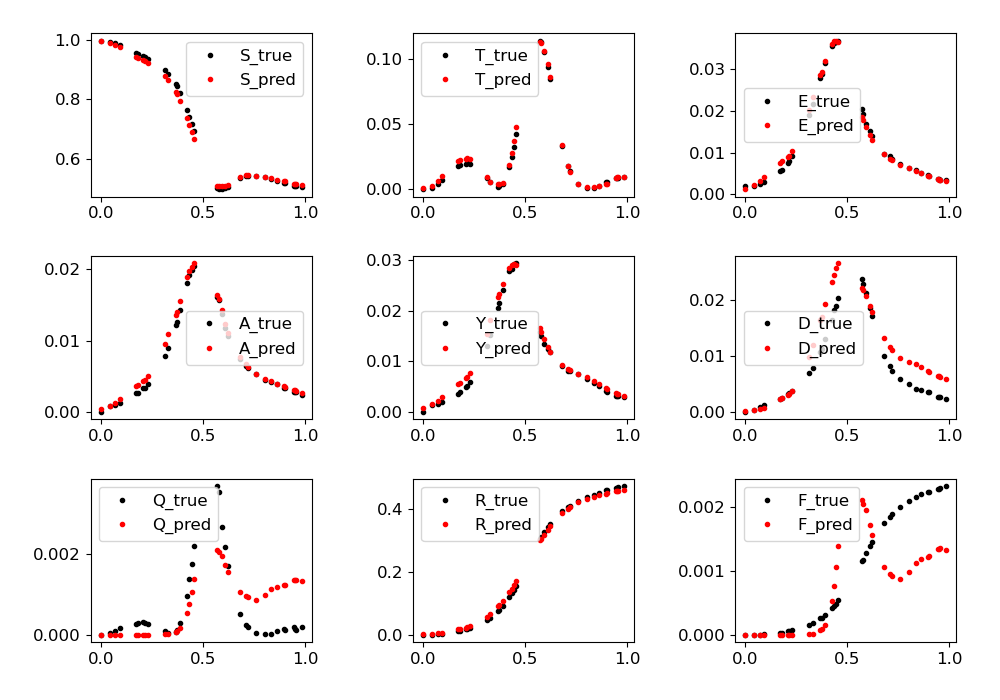 1.0
0.8
0.6
0.0 0.5 1.0
S_true
S_pred
0.10
0.05
0.00
0.0 0.5 1.0
T_true
T_pred
0.03
0.02
0.01
0.00
0.0 0.5 1.0
E_true
E_pred
0.02
0.01
0.00
0.0 0.5 1.0
A_true
A_pred
0.03
0.02
0.01
0.00
0.0 0.5 1.0
Y_true
Y_pred
0.02
0.01
0.00
0.0 0.5 1.0
D_true
D_pred
0.002
0.000
0.0 0.5 1.0
Q_true
Q_pred
0.4
0.2
0.0
0.0 0.5 1.0
R_true
R_pred
0.002
0.001
0.000
0.0 0.5 1.0
F_true
F_pred